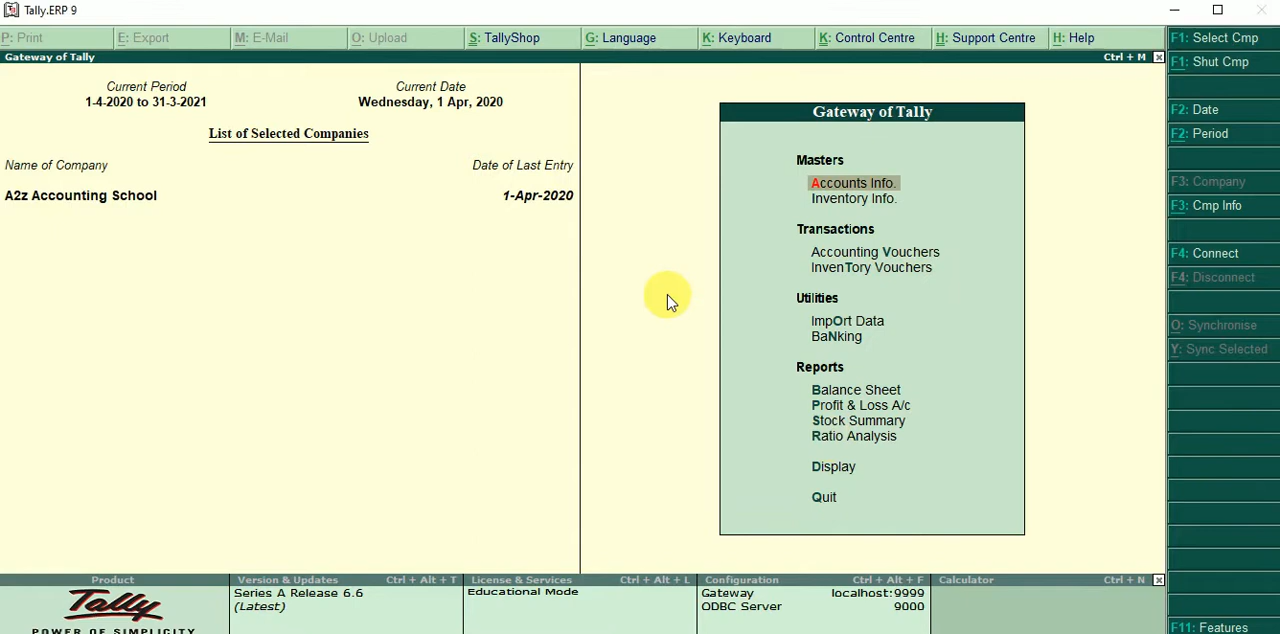 Tally.ERP 9
P: Print
E: Export
M: E-Mail
O: Upload
S: TallyShop
G: Language
K: Keyboard
K: Control Centre
H: Support Centre
H: Help
F1: Select Cmp
Gateway of Tally
Ctrl + M
F1: Shut Cmp
Current Period
1-4-2020 to 31-3-2021
Current Date
Wednesday, 1 Apr, 2020
List of Selected Companies
Name of Company
Date of Last Entry
A2z Accounting School
1-Apr-2020
Gateway of Tally
Masters
Accounts Info.
Inventory Info.
Transactions
Accounting Vouchers
InvenTory Vouchers
Utilities
ImpOrt Data
BaNking
Reports
Balance Sheet
Profit & Loss A/c
Stock Summary
Ratio Analysis
Display
Quit
F2: Date
F2: Period
F3: Company
F3: Cmp Info
F4: Connect
F4: Disconnect
O: Synchronise
Y: Sync Selected
F11: Features
Product
Tally
POWER OF SIMPLICITY
Version & Updates
Ctrl + Alt + T
Series A Release 6.6
(Latest)
License & Services
Ctrl + Alt + L
Educational Mode
Configuration
Ctrl + Alt + F
Gateway
localhost:9999
ODBC Server
9000
Calculator
Ctrl + N